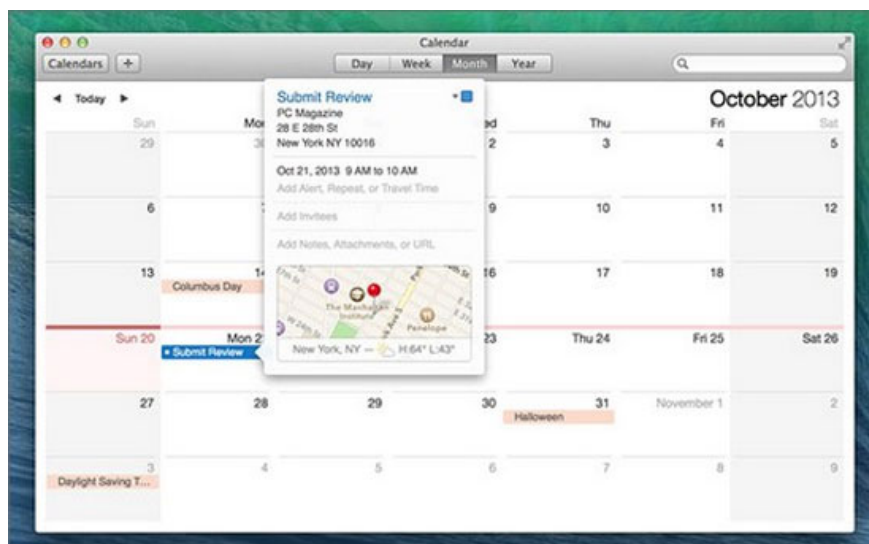 Calendar
Calendars +
Day Week Month Year
Today
October 2013
Sun Mon Thu Fri Sat
29 2 3 4 5
6 9 10 11 12
13 17 18 19
Columbus Day
Sun 20 Mon 2 23 Thu 24 Fri 25 Sat 26
Submit Review
27 28 29 30 31 November 1 2
Halloween
3 4 5 6 7 8 9
Daylight Saving T...
Submit Review
PC Magazine
28 E 28th St
New York NY 10016
Oct 21, 2013 9 AM to 10 AM
Add Alert, Repeat, or Travel Time
Add Invitees
Add Notes, Attachments, or URL
The Manhattan
Institute
Penelope
W 24th St
New York, NY — H:64° L:43°